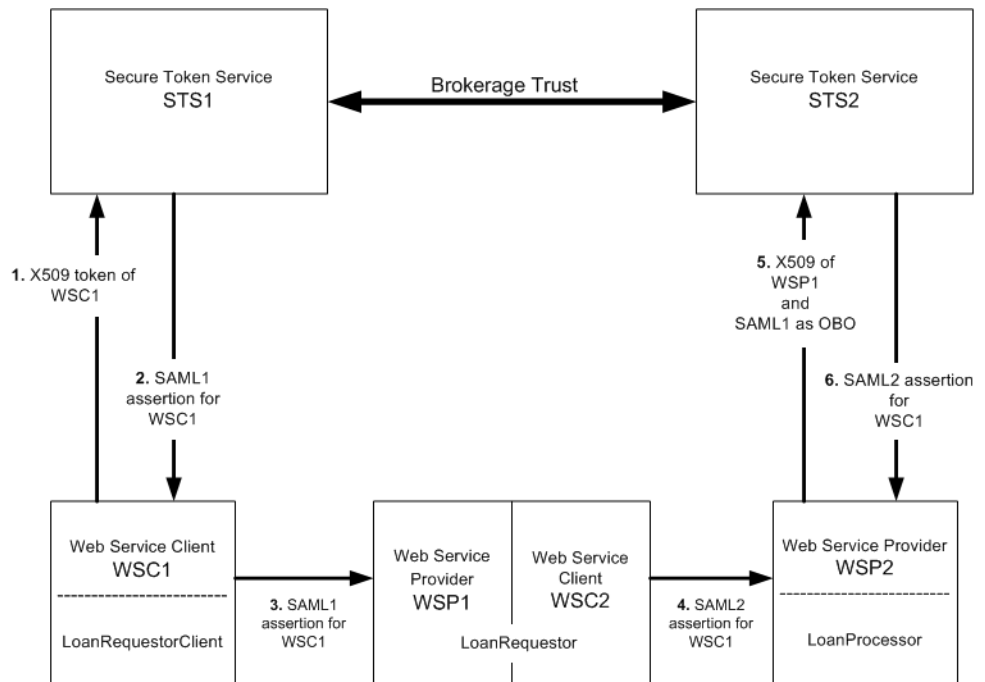 Secure Token Service
STS1
Brokerage Trust
Secure Token Service
STS2
1. X509 token of
WSC1
2. SAML1
assertion for
WSC1
5. X509 of
WSP1
and
SAML1 as OBO
6. SAML2 assertion
for
WSC1
Web Service Client
WSC1
LoanRequestorClient
3. SAML1
assertion for
WSC1
Web Service
Provider
WSP1
Web Service
Client
WSC2
LoanRequestor
4. SAML2
assertion for
WSC1
Web Service Provider
WSP2
LoanProcessor